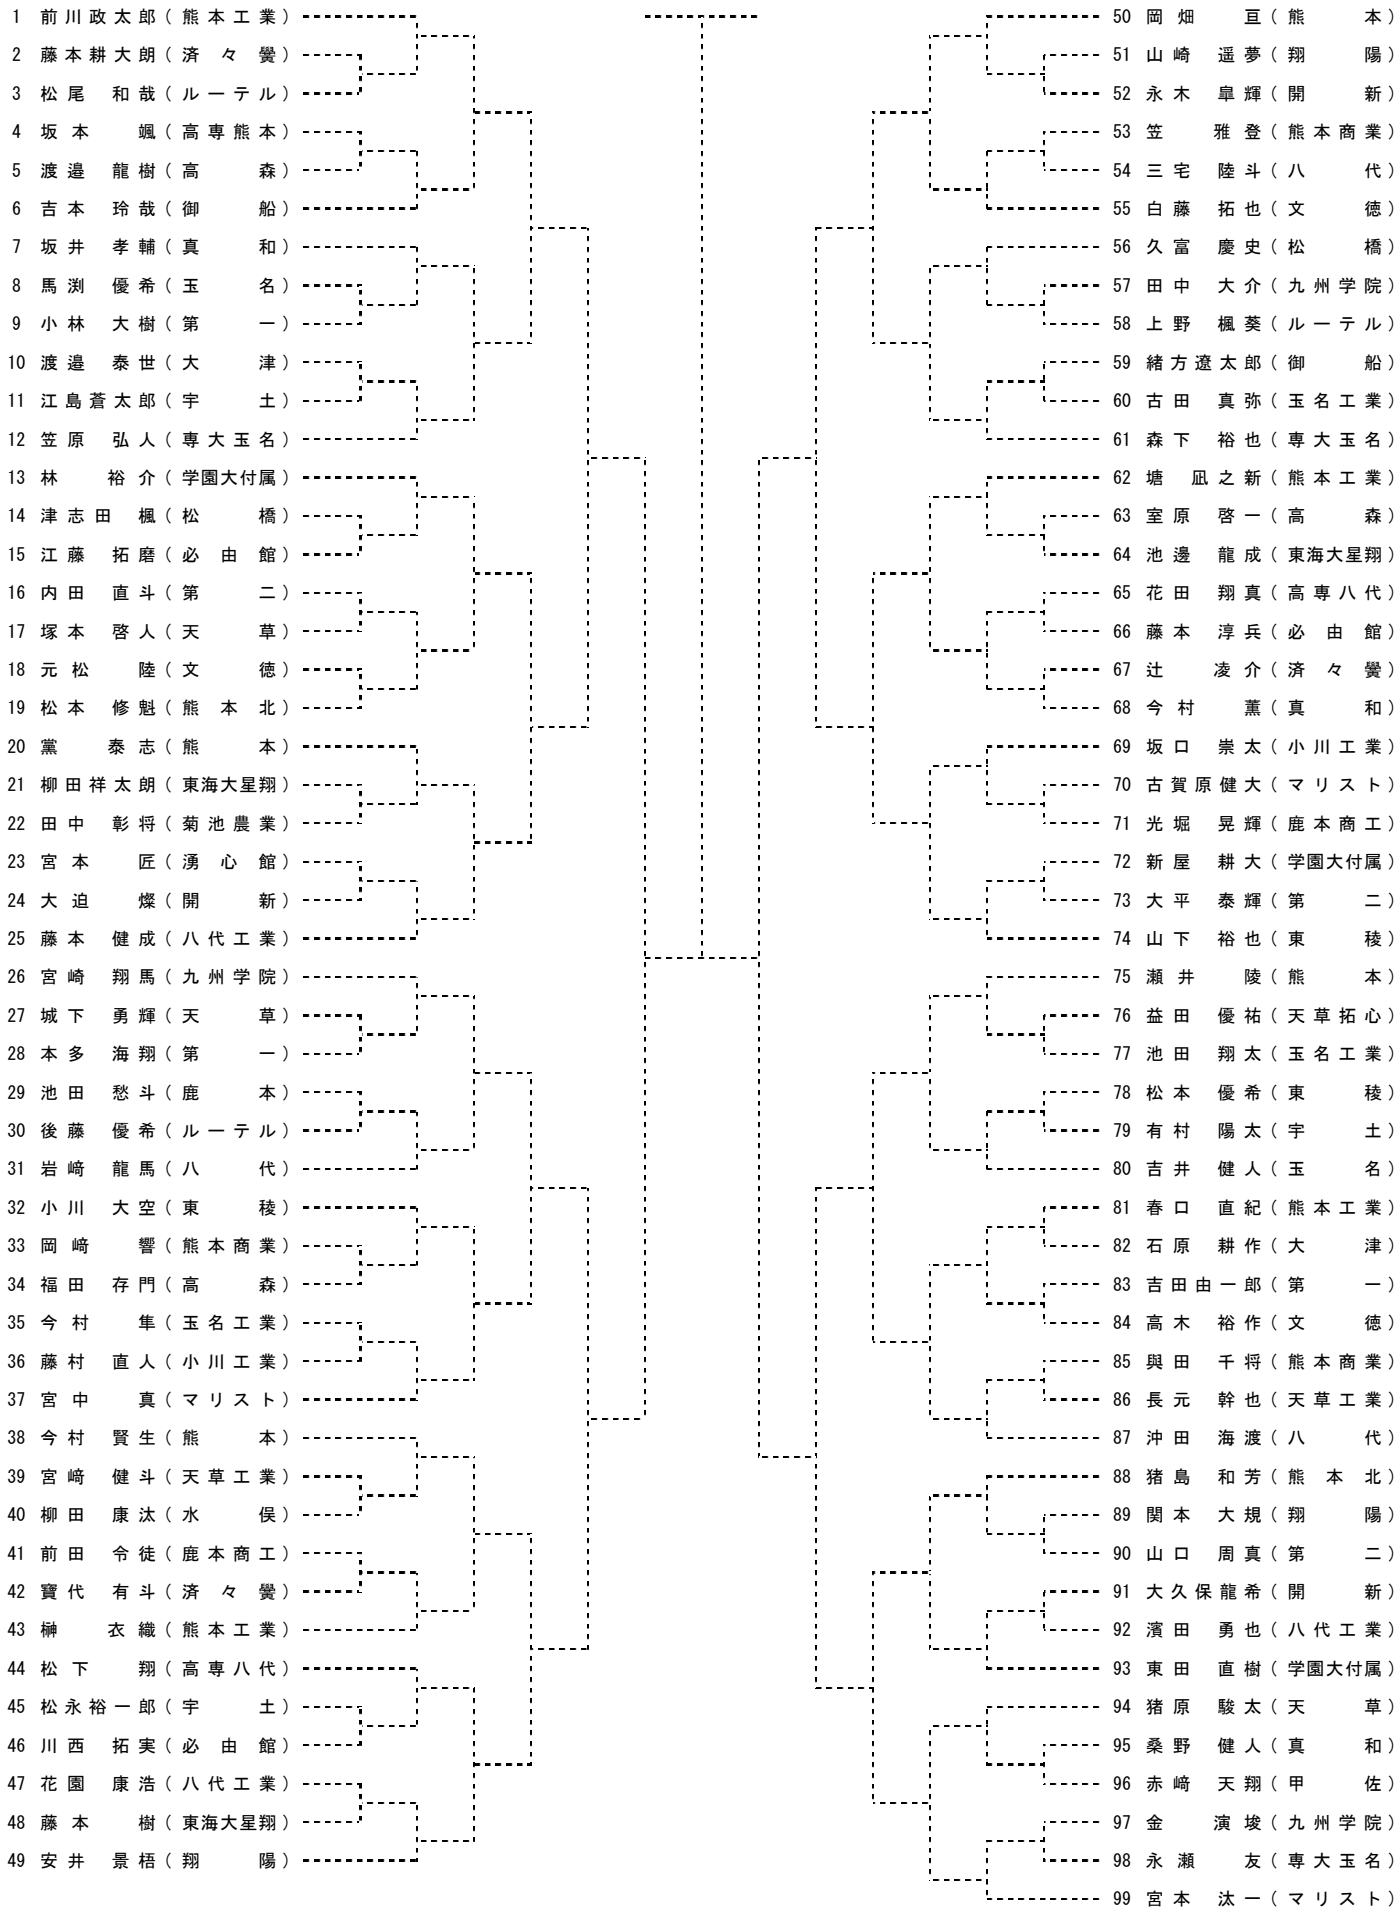 1 前川政太郎（熊本工業）
2 藤本耕大朗（済々黌）
3 松尾 和哉（ルーテル）
4 坂本 颯（高専熊本）
5 渡邉 龍樹（高森）
6 吉本 玲哉（御船）
7 坂井 孝輔（真和）
8 馬渕 優希（玉名）
9 小林 大樹（第一）
10 渡邉 泰世（大津）
11 江島蒼太郎（宇土）
12 笠原 弘人（専大玉名）
13 林 裕介（学園大付属）
14 津志田 楓（松橋）
15 江藤 拓磨（必由館）
16 内田 直斗（第二）
17 塚本 啓人（天草）
18 元松 陸（文徳）
19 松本 修魁（熊本北）
20 黨 泰志（熊本）
21 柳田祥太朗（東海大星翔）
22 田中 彰将（菊池農業）
23 宮本 匠（湧心館）
24 大迫 燦（開新）
25 藤本 健成（八代工業）
26 宮崎 翔馬（九州学院）
27 城下 勇輝（天草）
28 本多 海翔（第一）
29 池田 愁斗（鹿本）
30 後藤 優希（ルーテル）
31 岩﨑 龍馬（八代）
32 小川 大空（東稜）
33 岡﨑 響（熊本商業）
34 福田 存門（高森）
35 今村 隼（玉名工業）
36 藤村 直人（小川工業）
37 宮中 真（マリスト）
38 今村 賢生（熊本）
39 宮﨑 健斗（天草工業）
40 柳田 康汰（水俣）
41 前田 令徒（鹿本商工）
42 寶代 有斗（済々黌）
43 榊 衣織（熊本工業）
44 松下 翔（高専八代）
45 松永裕一郎（宇土）
46 川西 拓実（必由館）
47 花園 康浩（八代工業）
48 藤本 樹（東海大星翔）
49 安井 景梧（翔陽）
50 岡畑 亘（熊本）
51 山崎 遥夢（翔陽）
52 永木 皐輝（開新）
53 笠 雅登（熊本商業）
54 三宅 陸斗（八代）
55 白藤 拓也（文徳）
56 久富 慶史（松橋）
57 田中 大介（九州学院）
58 上野 楓葵（ルーテル）
59 緒方遼太郎（御船）
60 古田 真弥（玉名工業）
61 森下 裕也（専大玉名）
62 塘 凪之新（熊本工業）
63 室原 啓一（高森）
64 池邊 龍成（東海大星翔）
65 花田 翔真（高専八代）
66 藤本 淳兵（必由館）
67 辻 凌介（済々黌）
68 今村 薫（真和）
69 坂口 崇太（小川工業）
70 古賀原健大（マリスト）
71 光堀 晃輝（鹿本商工）
72 新屋 耕大（学園大付属）
73 大平 泰輝（第二）
74 山下 裕也（東稜）
75 瀬井 陵（熊本）
76 益田 優祐（天草拓心）
77 池田 翔太（玉名工業）
78 松本 優希（東稜）
79 有村 陽太（宇土）
80 吉井 健人（玉名）
81 春口 直紀（熊本工業）
82 石原 耕作（大津）
83 吉田由一郎（第一）
84 高木 裕作（文徳）
85 與田 千将（熊本商業）
86 長元 幹也（天草工業）
87 沖田 海渡（八代）
88 猪島 和芳（熊本北）
89 関本 大規（翔陽）
90 山口 周真（第二）
91 大久保龍希（開新）
92 濱田 勇也（八代工業）
93 東田 直樹（学園大付属）
94 猪原 駿太（天草）
95 桑野 健人（真和）
96 赤﨑 天翔（甲佐）
97 金 演埈（九州学院）
98 永瀬 友（専大玉名）
99 宮本 汰一（マリスト）